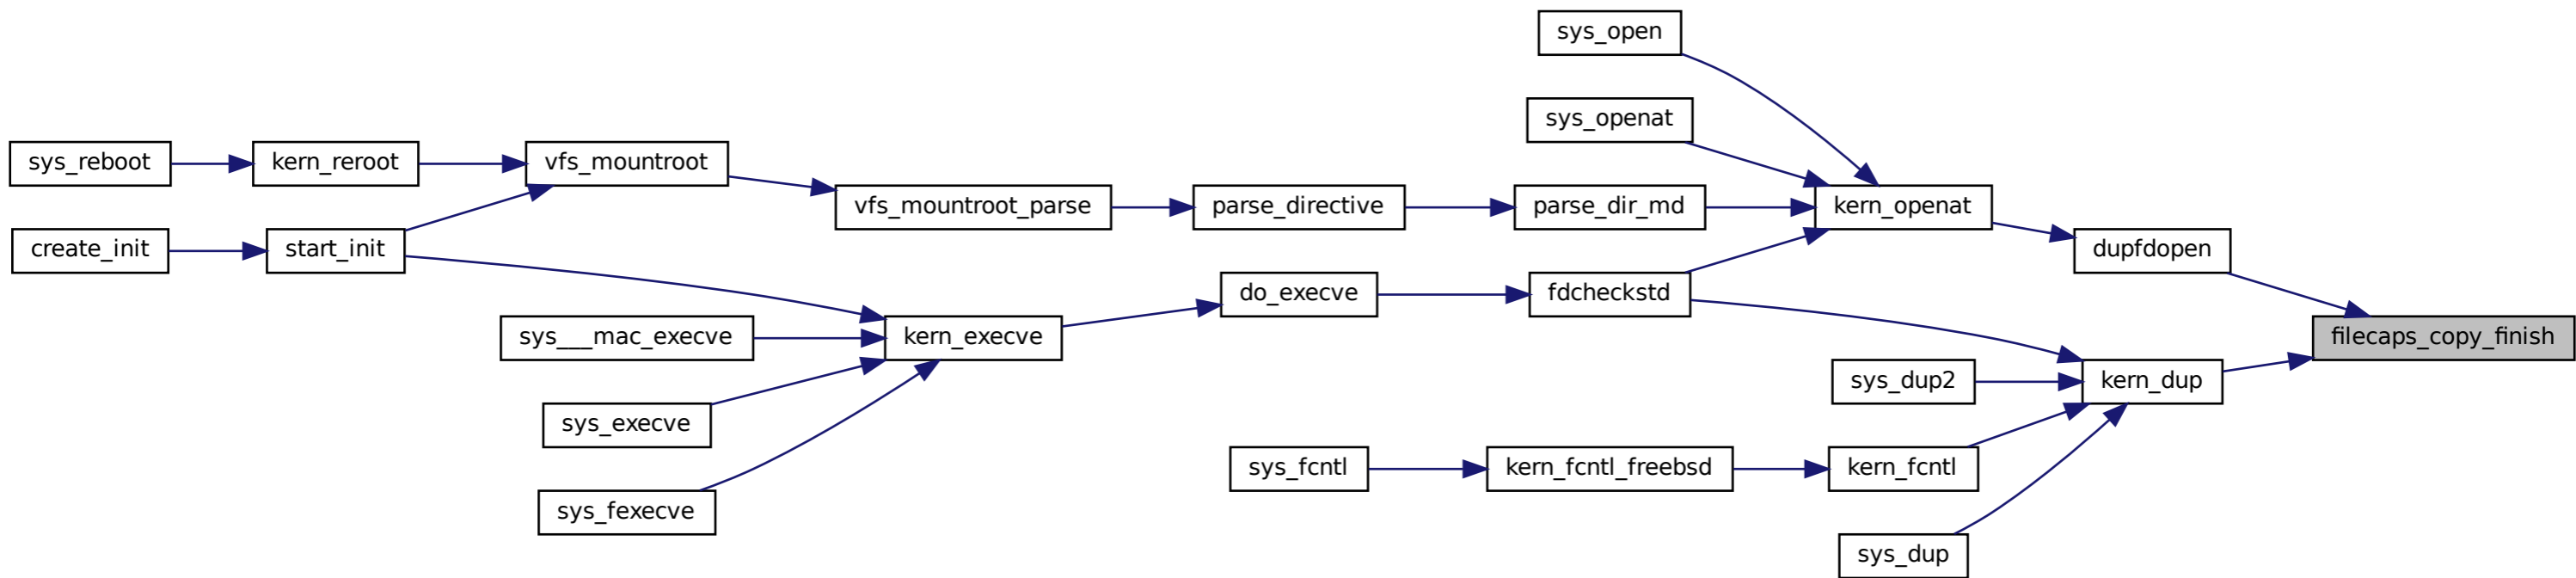 sys_open
sys_openat
sys_reboot
kern_reroot
vfs_mountroot
vfs_mountroot_parse
parse_directive
parse_dir_md
kern_openat
create_init
start_init
dupfdopen
do_execve
fdcheckstd
sys___mac_execve
kern_execve
filecaps_copy_finish
sys_dup2
kern_dup
sys_execve
sys_fcntl
kern_fcntl_freebsd
kern_fcntl
sys_fexecve
sys_dup